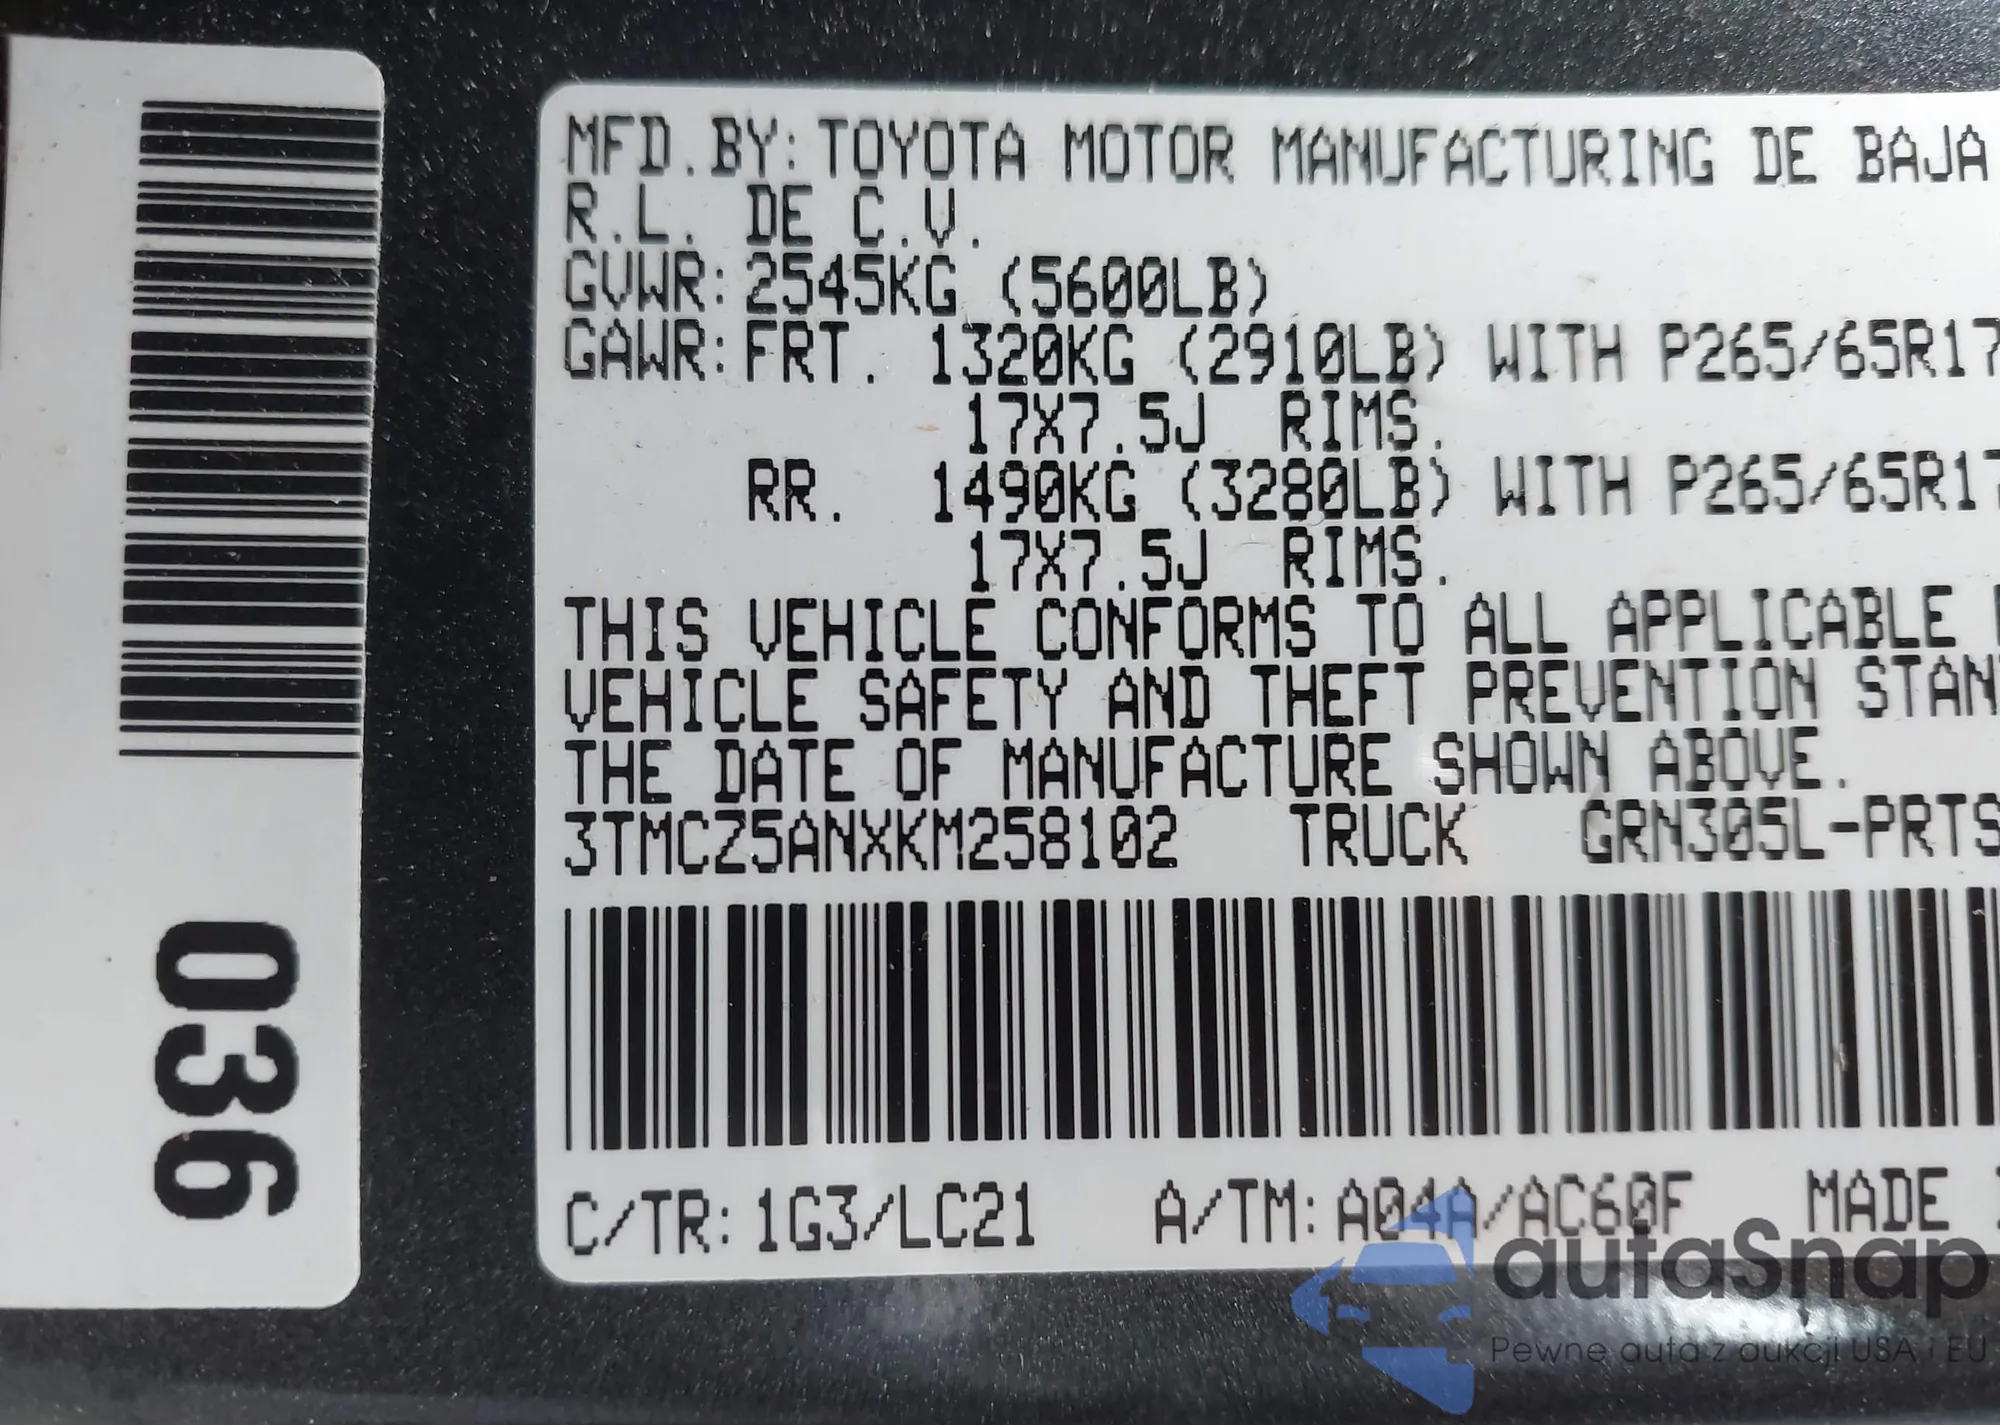 036
MFD.BY:TOYOTA MOTOR MANUFACTURING DE BAJA
R.L. DE C.V.
GVWR:2545KG (5600LB)
GAWR:FRT. 1320KG (2910LB) WITH P265/65R17
17X7.5J RIMS.
RR. 1490KG (3280LB) WITH P265/65R17
17X7.5J RIMS.
THIS VEHICLE CONFORMS TO ALL APPLICABLE
VEHICLE SAFETY AND THEFT PREVENTION STAN
THE DATE OF MANUFACTURE SHOWN ABOVE.
3TMCZ5ANXKM258102 TRUCK GRN305L-PRTS
C/TR:1G3/LC21 A/TM:A04A/AC60F MADE
autaSnap
Pewne auta z aukcji USA i EU